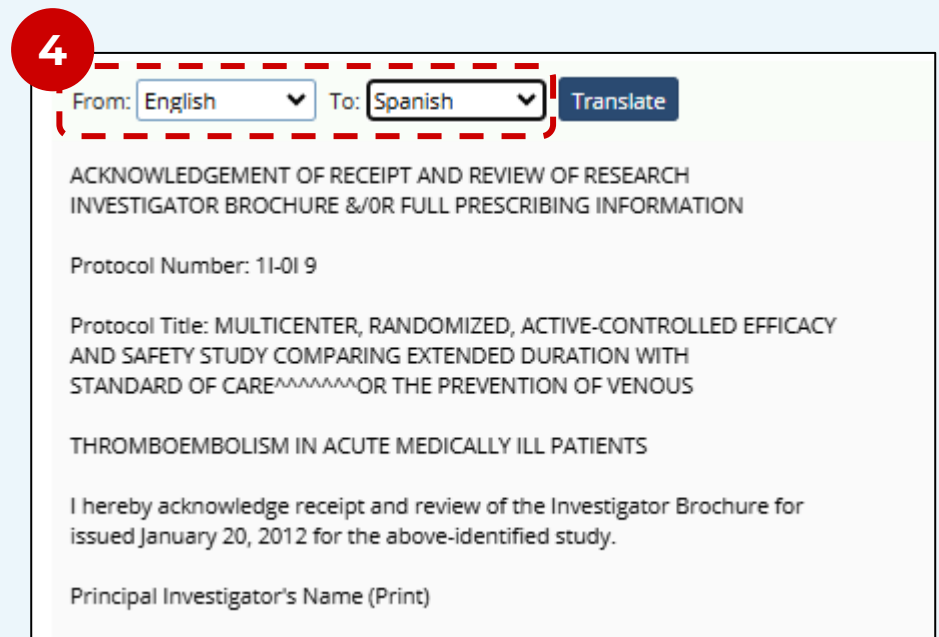 4
From: English To: Spanish Translate
ACKNOWLEDGEMENT OF RECEIPT AND REVIEW OF RESEARCH
INVESTIGATOR BROCHURE &/0R FULL PRESCRIBING INFORMATION
Protocol Number: 1I-0I 9
Protocol Title: MULTICENTER, RANDOMIZED, ACTIVE-CONTROLLED EFFICACY
AND SAFETY STUDY COMPARING EXTENDED DURATION WITH
STANDARD OF CARE^^^^^^^OR THE PREVENTION OF VENOUS
THROMBOEMBOLISM IN ACUTE MEDICALLY ILL PATIENTS
I hereby acknowledge receipt and review of the Investigator Brochure for
issued January 20, 2012 for the above-identified study.
Principal Investigator's Name (Print)